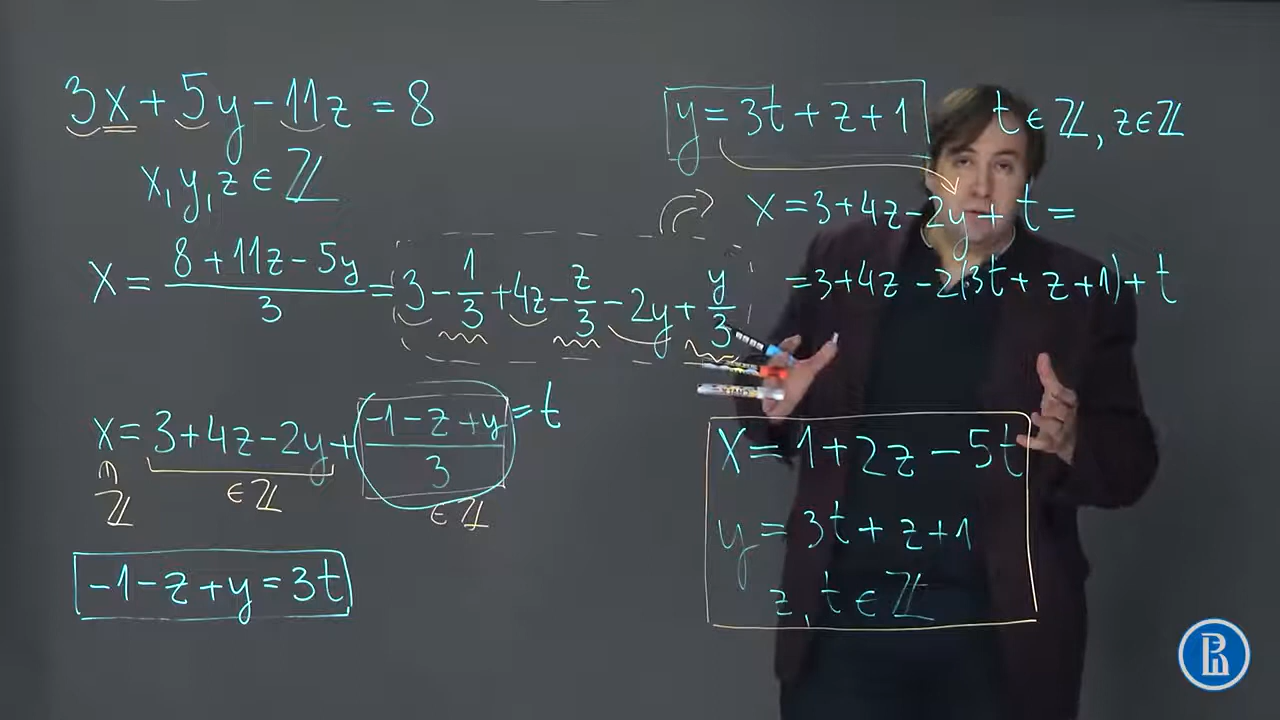 3x + 5y - 11z = 8
x, y, z ∈ ℤ
x = (8 + 11z - 5y)/3 = 3 - 1/3 + 4z - z/3 - 2y + y/3
x = 3 + 4z - 2y + (-1 - z + y)/3 = t
ℤ ∈ ℤ ∈ ℤ
-1 - z + y = 3t
y = 3t + z + 1 t ∈ ℤ, z ∈ ℤ
x = 3 + 4z - 2y + t =
= 3 + 4z - 2(3t + z + 1) + t
x = 1 + 2z - 5t
y = 3t + z + 1
z, t ∈ ℤ